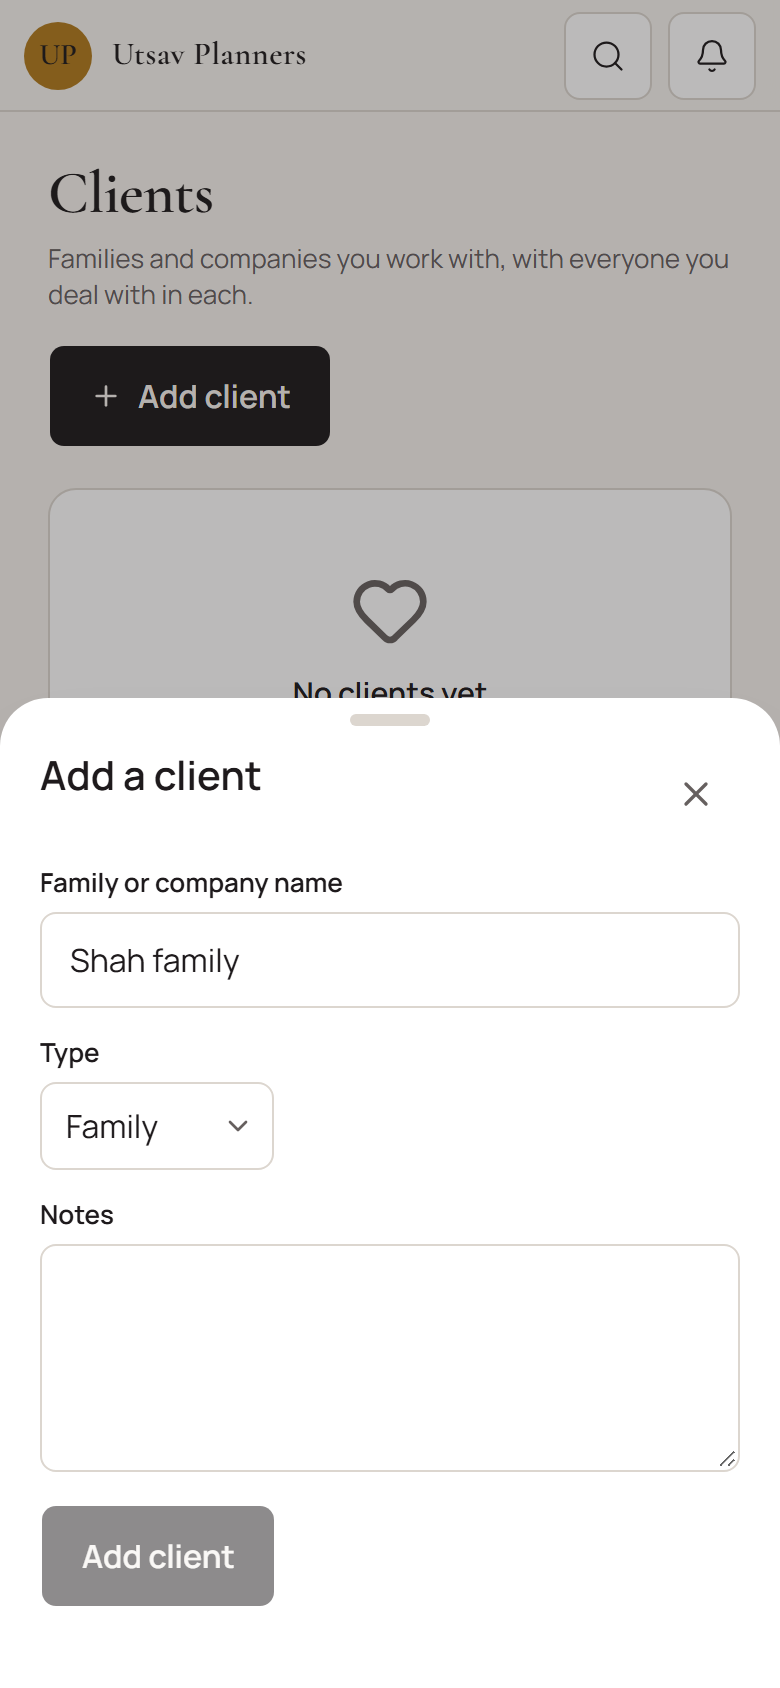 UP
Utsav Planners
Clients
Families and companies you work with, with everyone you
deal with in each.
Add client
No clients yet
Add a client
Family or company name
Shah family
Type
Family
Notes
Add client